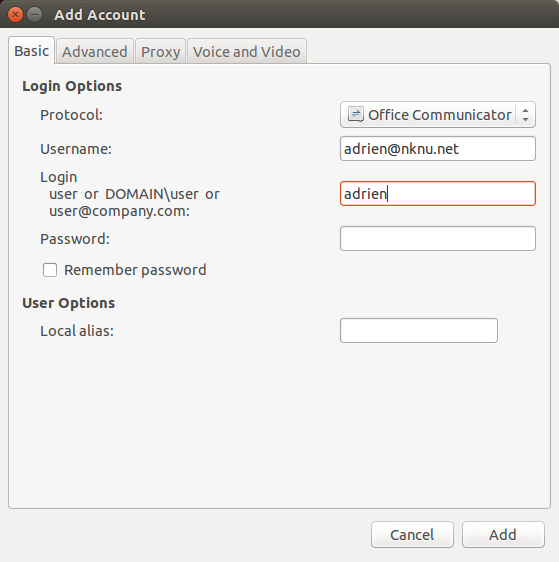 Add Account
Basic Advanced Proxy Voice and Video
Login Options
Protocol: Office Communicator
Username: adrien@nknu.net
Login
user or DOMAIN\user or
user@company.com: adrien
Password:
Remember password
User Options
Local alias:
Cancel Add